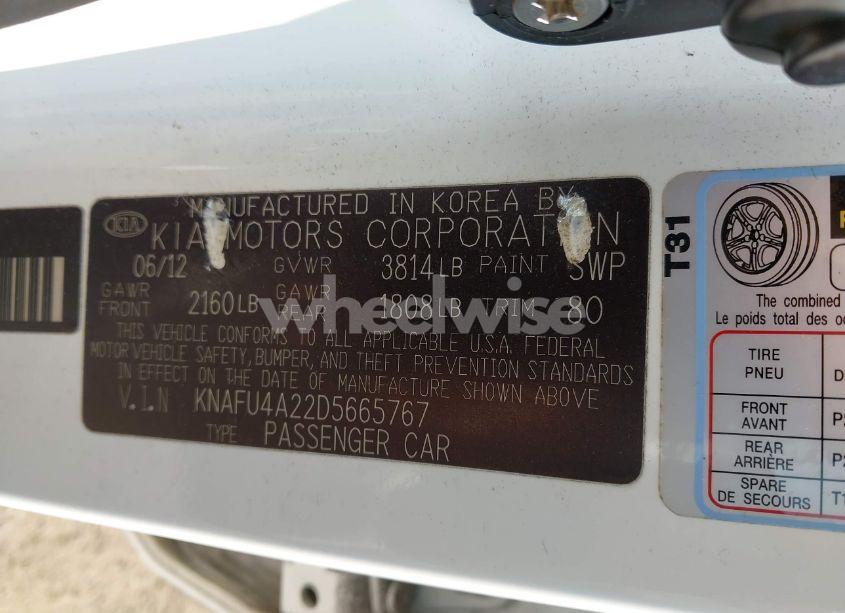 MANUFACTURED IN KOREA BY
KIA KIA MOTORS CORPORATION
06/12 GVWR 3814LB PAINT SWP
GAWR FRONT 2160LB GAWR REAR 1808LB TRIM 80
wheelwise
THIS VEHICLE CONFORMS TO ALL APPLICABLE U.S.A. FEDERAL
MOTOR VEHICLE SAFETY, BUMPER, AND THEFT PREVENTION STANDARDS
IN EFFECT ON THE DATE OF MANUFACTURE SHOWN ABOVE
V.I.N KNAFU4A22D5665767
TYPE PASSENGER CAR
T31
The combined
Le poids total des oc
TIRE
PNEU
FRONT
AVANT
REAR
ARRIÈRE
SPARE
DE SECOURS